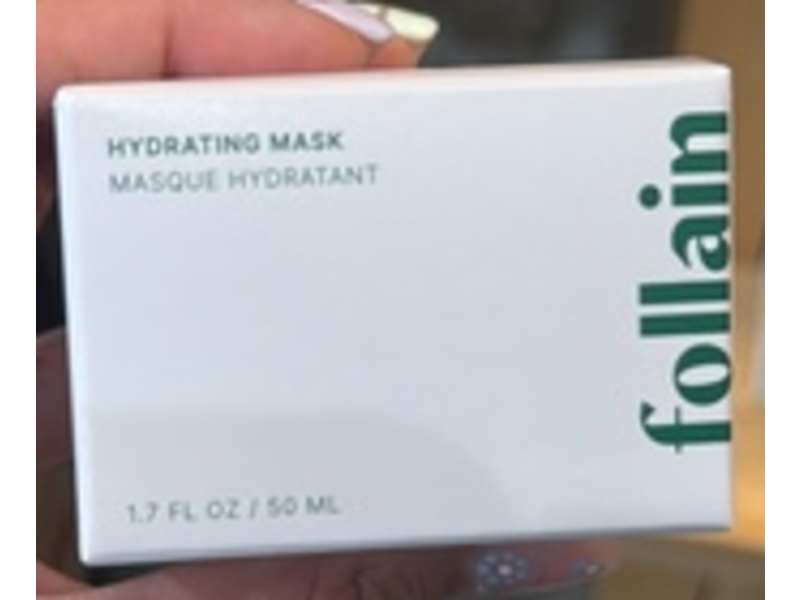 HYDRATING MASK
MASQUE HYDRATANT
follain
1.7 FL OZ / 50 ML